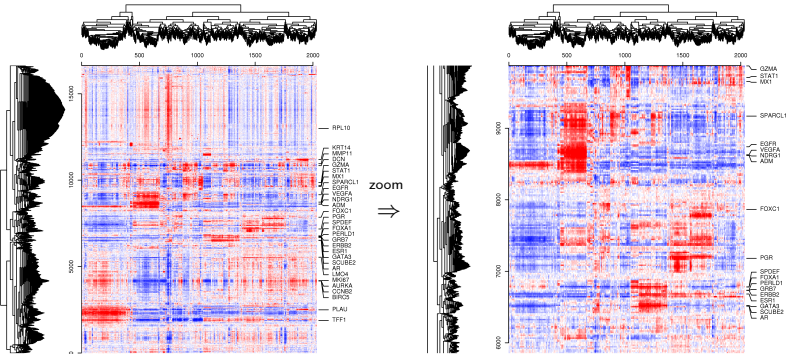 0 500 1000 1500 2000
0 500 1000 1500 2000
15000
10000
5000
0
RPL10
KRT14
MMP11
DCN
GZMA
STAT1
MX1
SPARCL1
EGFR
VEGFA
NDRG1
ADM
FOXC1
PGR
SPDEF
FOXA1
PERLD1
GRB7
ERBB2
ESR1
GATA3
SCUBE2
AR
LMO4
MKI67
AURKA
CCNB2
BIRC5
PLAU
TFF1
zoom
⇒
9000
8000
7000
6000
GZMA
STAT1
MX1
SPARCL1
EGFR
VEGFA
NDRG1
ADM
FOXC1
PGR
SPDEF
FOXA1
PERLD1
GRB7
ERBB2
ESR1
GATA3
SCUBE2
AR